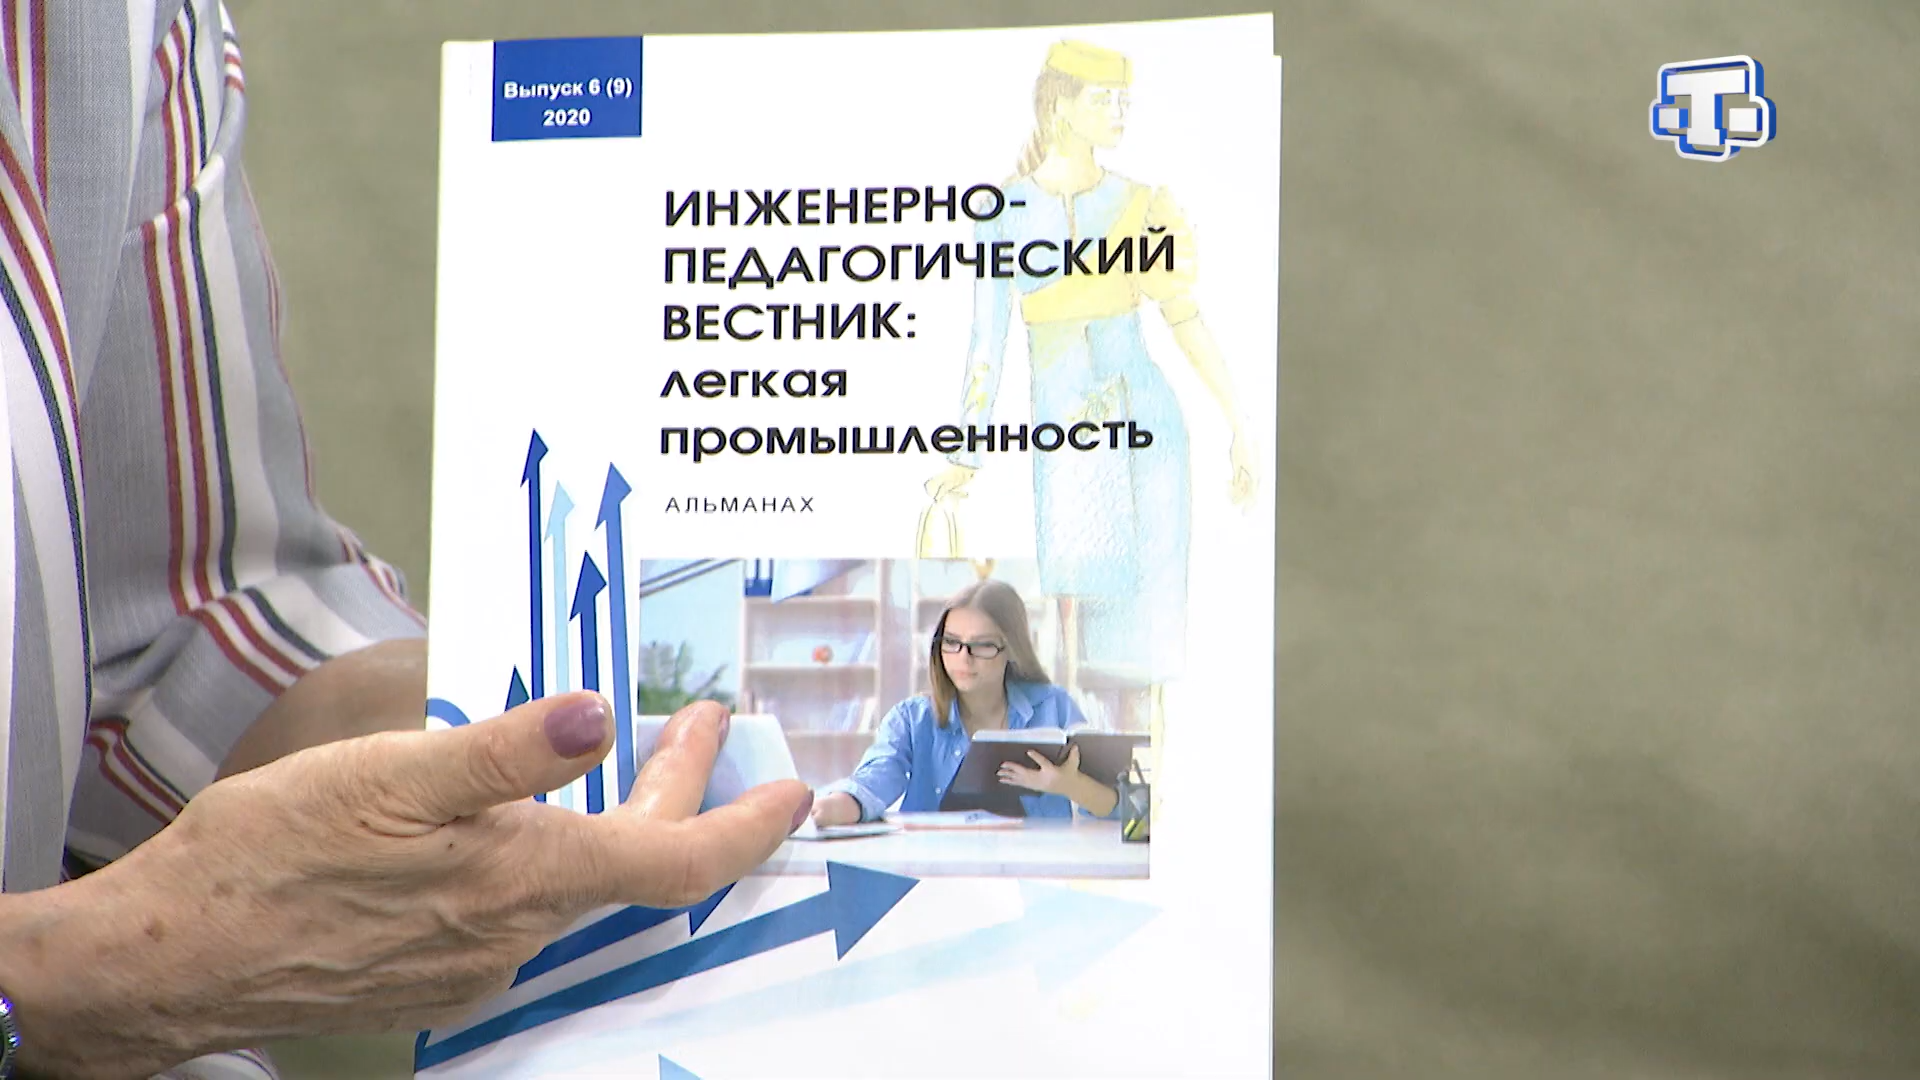 Выпуск 6 (9)
2020
ИНЖЕНЕРНО-
ПЕДАГОГИЧЕСКИЙ
ВЕСТНИК:
легкая
промышленность
АЛЬМАНАХ
Т